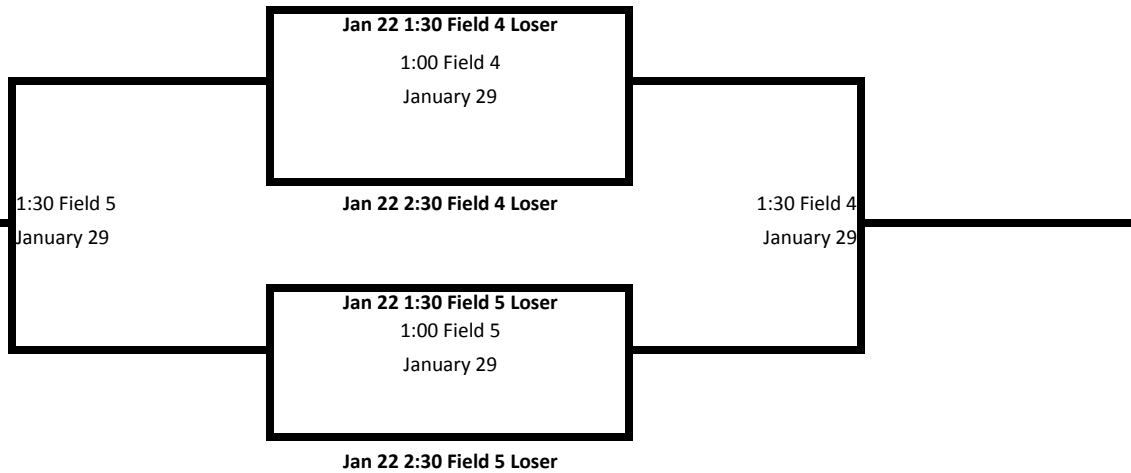 Jan 22 1:30 Field 4 Loser
1:00 Field 4
January 29
1:30 Field 5
January 29
Jan 22 2:30 Field 4 Loser
1:30 Field 4
January 29
Jan 22 1:30 Field 5 Loser
1:00 Field 5
January 29
Jan 22 2:30 Field 5 Loser